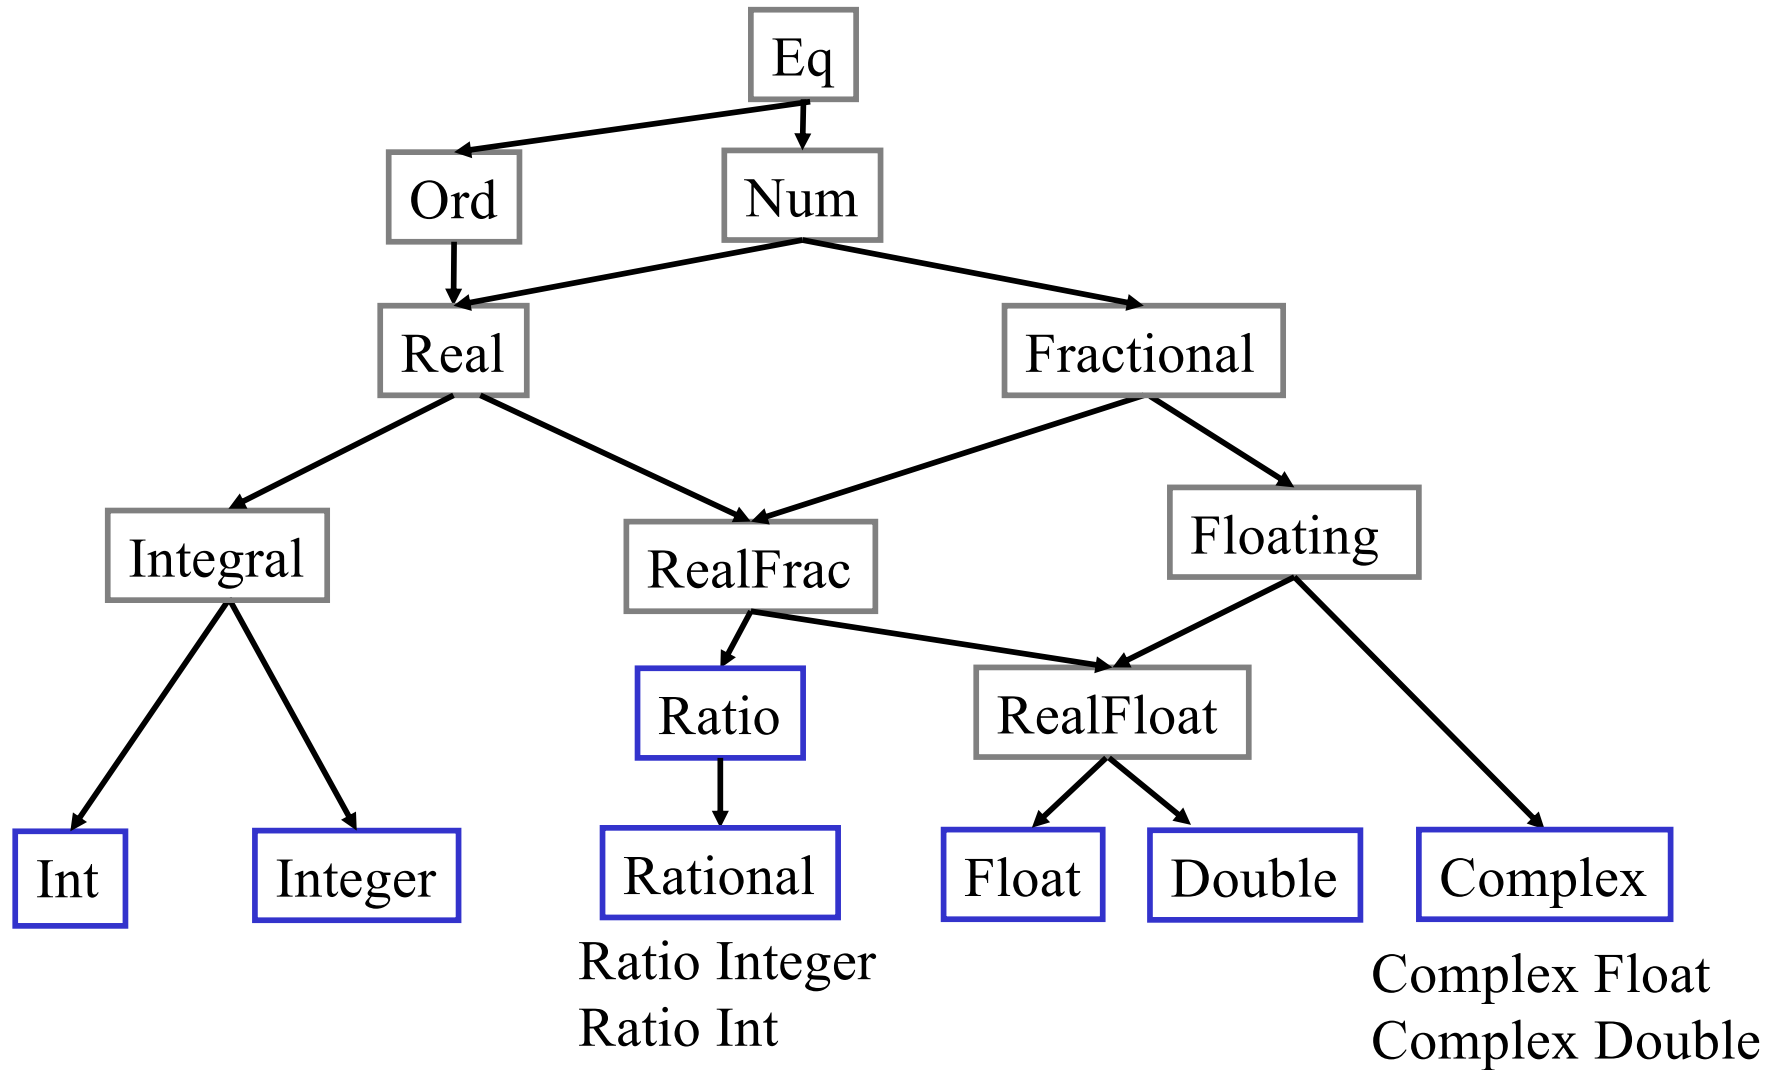 Eq
Ord
Num
Real
Fractional
Integral
RealFrac
Floating
Ratio
RealFloat
Int
Integer
Rational
Float
Double
Complex
Ratio Integer
Ratio Int
Complex Float
Complex Double